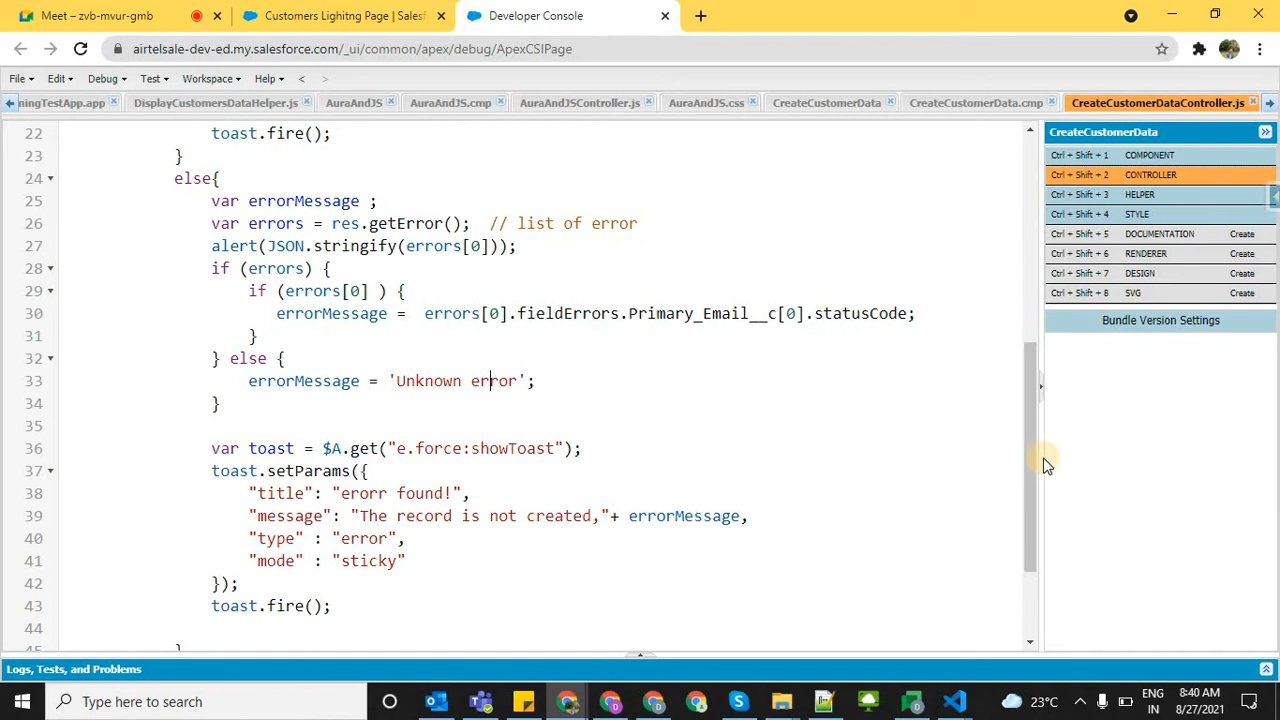 Meet – zvb-mvur-gmb
Customers Lighitng Page | Salesf
Developer Console
airtelsale-dev-ed.my.salesforce.com/_ui/common/apex/debug/ApexCSIPage
File Edit Debug Test Workspace Help < >
ningTestApp.app DisplayCustomersDataHelper.js AuraAndJS AuraAndJS.cmp AuraAndJSController.js AuraAndJS.css CreateCustomerData CreateCustomerData.cmp CreateCustomerDataController.js
22 toast.fire();
23 }
24 else{
25 var errorMessage ;
26 var errors = res.getError(); // list of error
27 alert(JSON.stringify(errors[0]));
28 if (errors) {
29 if (errors[0] ) {
30 errorMessage = errors[0].fieldErrors.Primary_Email__c[0].statusCode;
31 }
32 } else {
33 errorMessage = 'Unknown error';
34 }
35
36 var toast = $A.get("e.force:showToast");
37 toast.setParams({
38 "title": "erorr found!",
39 "message": "The record is not created,"+ errorMessage,
40 "type" : "error",
41 "mode" : "sticky"
42 });
43 toast.fire();
44
45 }
CreateCustomerData
Ctrl + Shift + 1 COMPONENT
Ctrl + Shift + 2 CONTROLLER
Ctrl + Shift + 3 HELPER
Ctrl + Shift + 4 STYLE
Ctrl + Shift + 5 DOCUMENTATION Create
Ctrl + Shift + 6 RENDERER Create
Ctrl + Shift + 7 DESIGN Create
Ctrl + Shift + 8 SVG Create
Bundle Version Settings
Logs, Tests, and Problems
Type here to search
23°C
ENG
IN
8:40 AM
8/27/2021